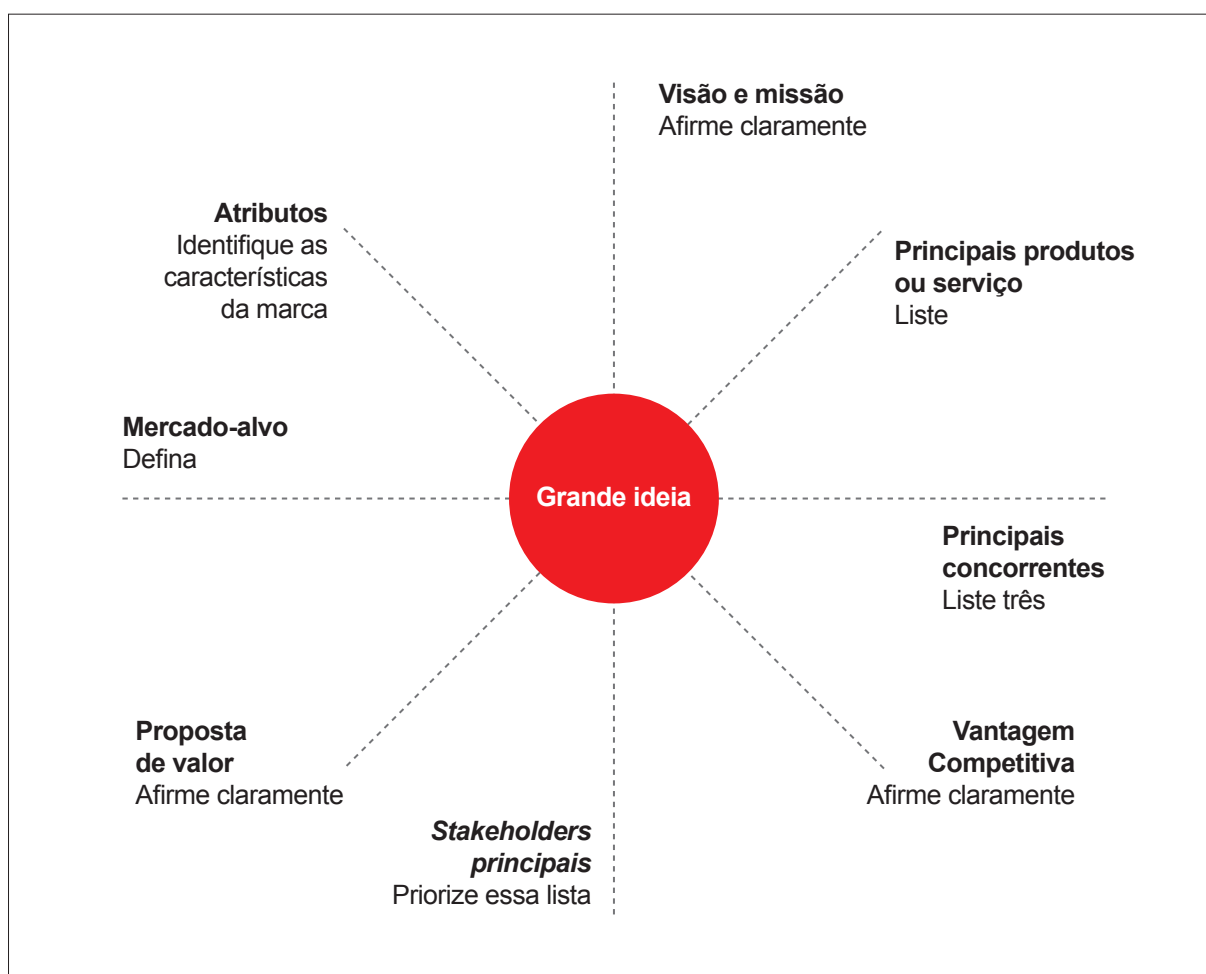 Visão e missão
Afirme claramente
Atributos
Identifique as
características
da marca
Principais produtos
ou serviço
Liste
Mercado-alvo
Defina
Grande ideia
Principais
concorrentes
Liste três
Proposta
de valor
Afirme claramente
Vantagem
Competitiva
Afirme claramente
Stakeholders
principais
Priorize essa lista